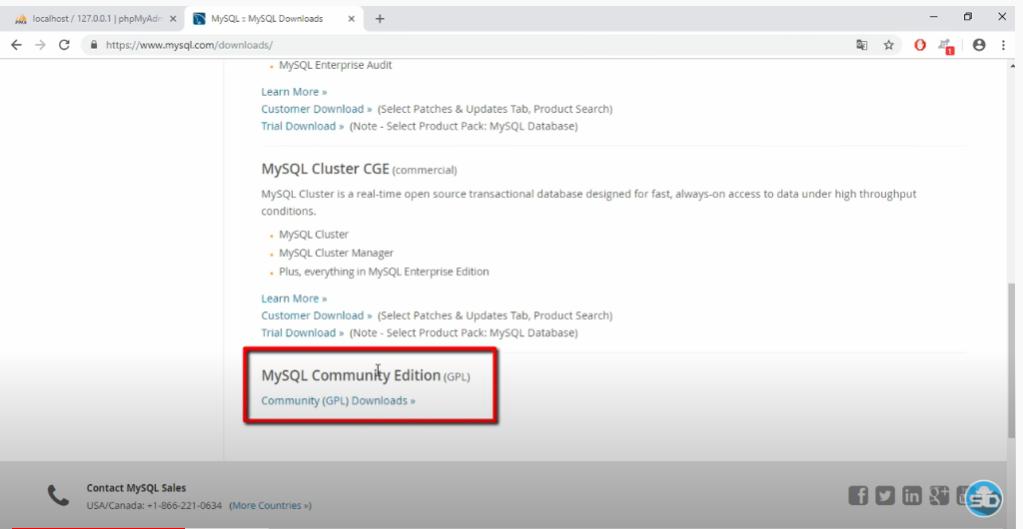 localhost / 127.0.0.1 | phpMyAdm
MySQL :: MySQL Downloads
https://www.mysql.com/downloads/
MySQL Enterprise Audit
Learn More »
Customer Download » (Select Patches & Updates Tab, Product Search)
Trial Download » (Note - Select Product Pack: MySQL Database)
MySQL Cluster CGE (commercial)
MySQL Cluster is a real-time open source transactional database designed for fast, always-on access to data under high throughput
conditions.
MySQL Cluster
MySQL Cluster Manager
Plus, everything in MySQL Enterprise Edition
Learn More »
Customer Download » (Select Patches & Updates Tab, Product Search)
Trial Download » (Note - Select Product Pack: MySQL Database)
MySQL Community Edition (GPL)
Community (GPL) Downloads »
Contact MySQL Sales
USA/Canada: +1-866-221-0634 (More Countries »)